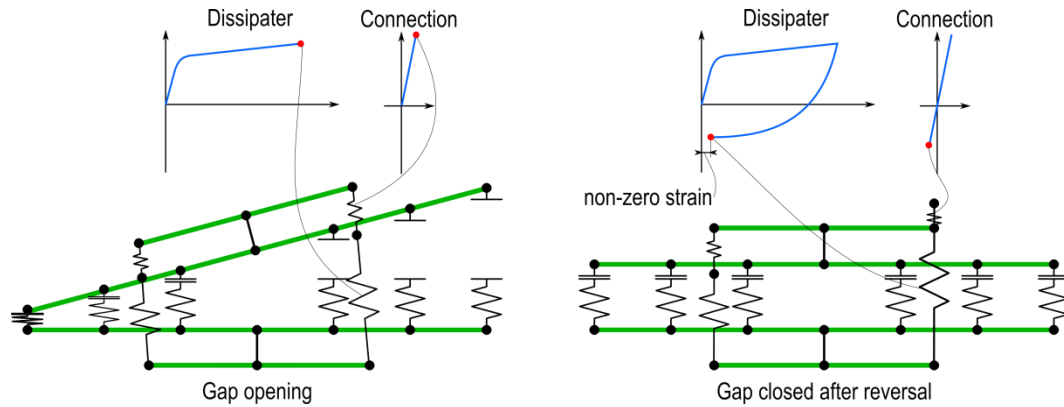 Dissipater
Connection
Dissipater
Connection
non-zero strain
Gap opening
Gap closed after reversal